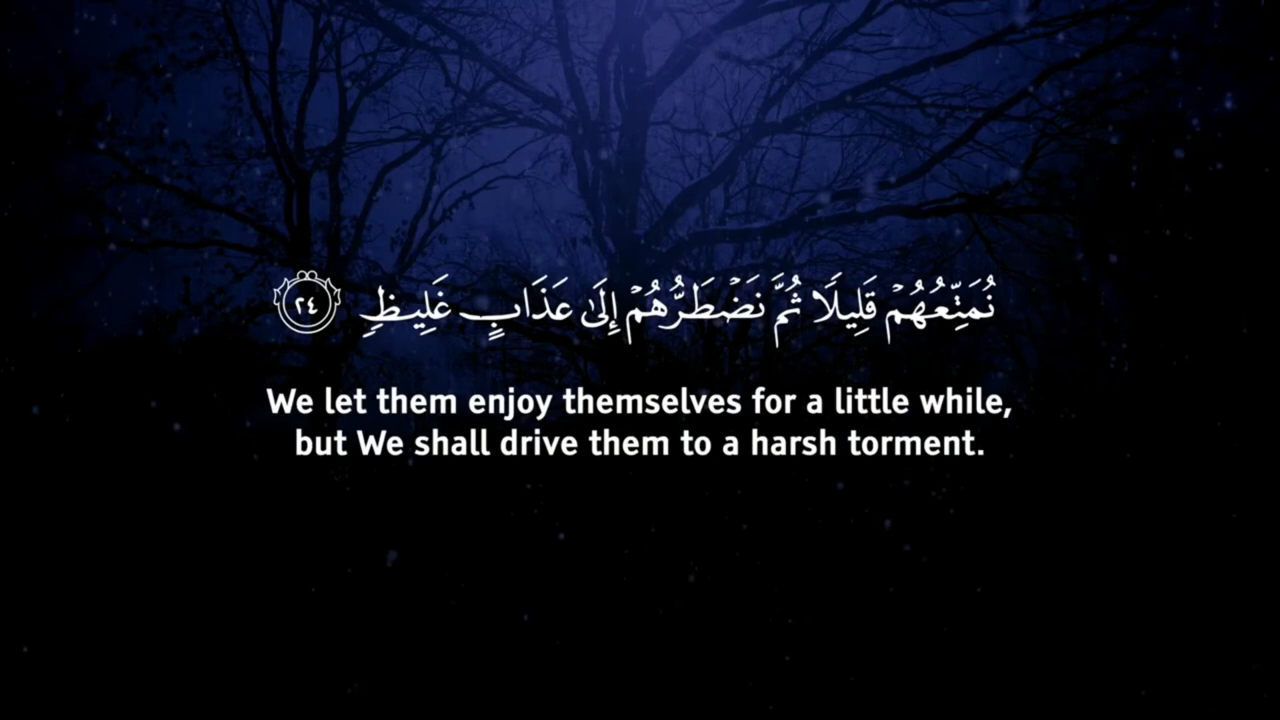 نُمَتِّعُهُمْ قَلِيلًا ثُمَّ نَضْطَرُّهُمْ إِلَىٰ عَذَابٍ غَلِيظٍ ٢٤
We let them enjoy themselves for a little while,
but We shall drive them to a harsh torment.